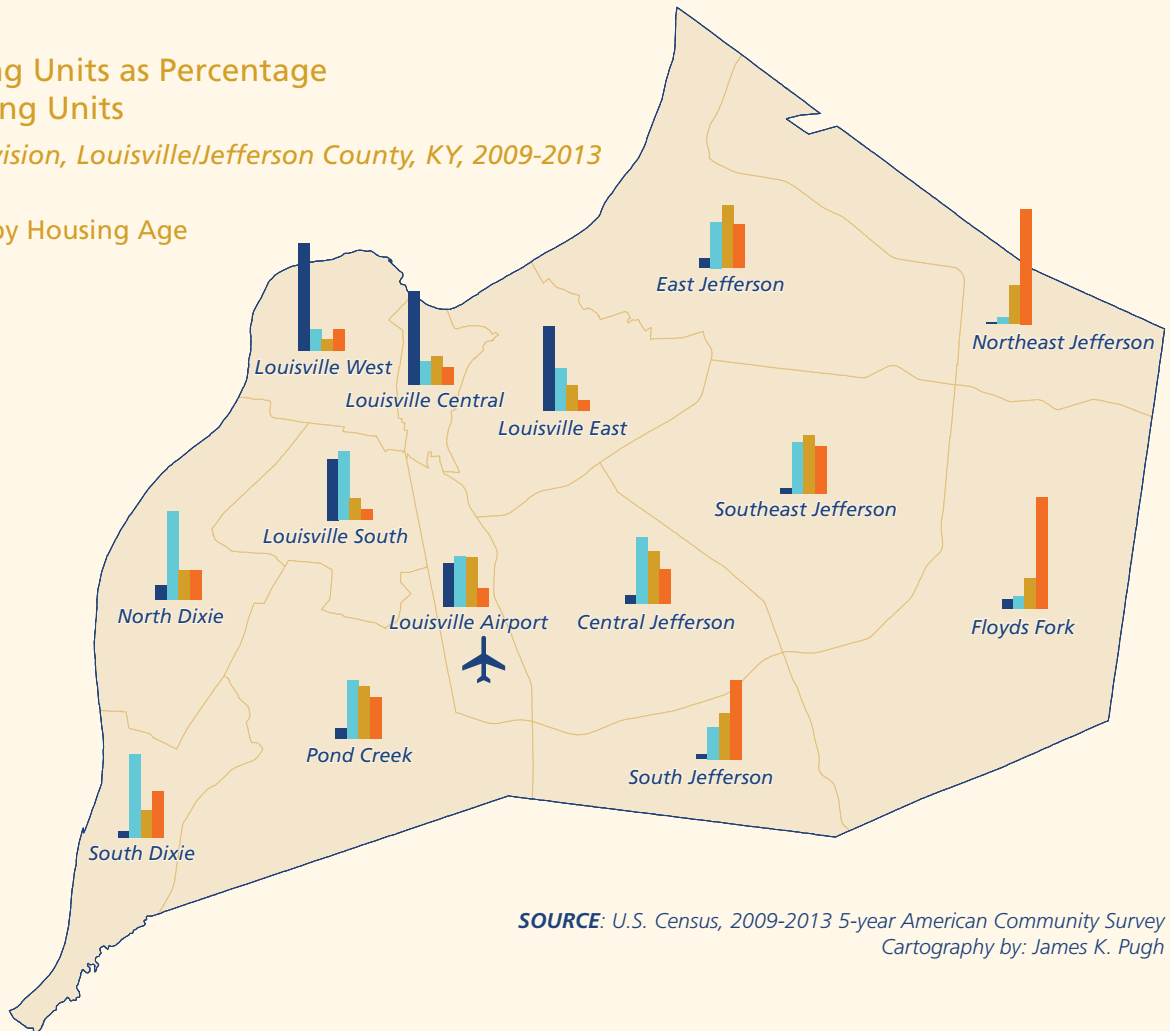 ng Units as Percentage
ing Units
vision, Louisville/Jefferson County, KY, 2009-2013
by Housing Age
East Jefferson
Northeast Jefferson
Louisville West
Louisville Central
Louisville East
Southeast Jefferson
Louisville South
North Dixie
Louisville Airport
Central Jefferson
Floyds Fork
Pond Creek
South Jefferson
South Dixie
SOURCE: U.S. Census, 2009-2013 5-year American Community Survey
Cartography by: James K. Pugh